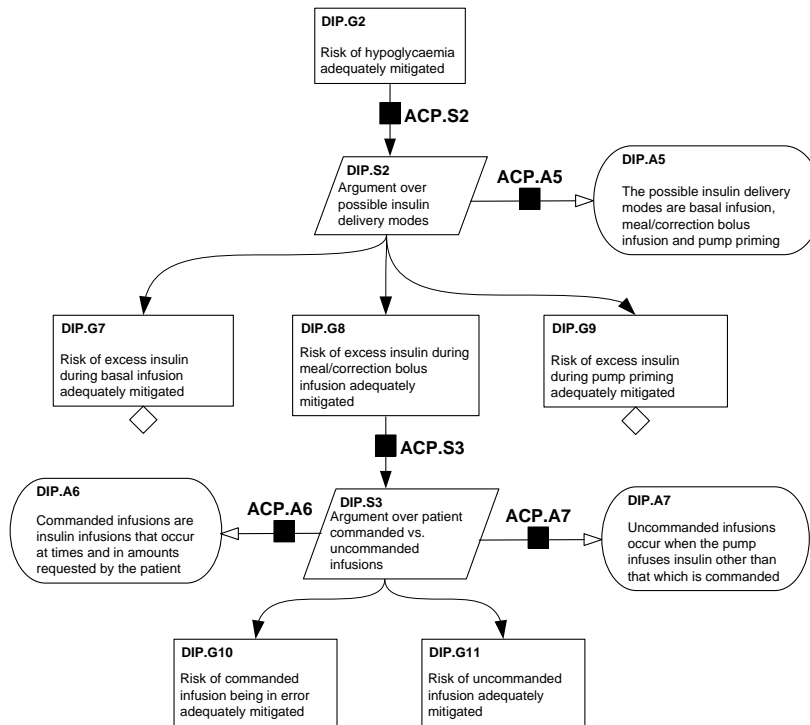 DIP.G2
Risk of hypoglycaemia
adequately mitigated
ACP.S2
DIP.S2
Argument over
possible insulin
delivery modes
ACP.A5
DIP.A5
The possible insulin delivery
modes are basal infusion,
meal/correction bolus
infusion and pump priming
DIP.G7
Risk of excess insulin
during basal infusion
adequately mitigated
DIP.G8
Risk of excess insulin during
meal/correction bolus
infusion adequately
mitigated
DIP.G9
Risk of excess insulin
during pump priming
adequately mitigated
ACP.S3
DIP.A6
Commanded infusions are
insulin infusions that occur
at times and in amounts
requested by the patient
ACP.A6
DIP.S3
Argument over patient
commanded vs.
uncommanded
infusions
ACP.A7
DIP.A7
Uncommanded infusions
occur when the pump
infuses insulin other than
that which is commanded
DIP.G10
Risk of commanded
infusion being in error
adequately mitigated
DIP.G11
Risk of uncommanded
infusion adequately
mitigated